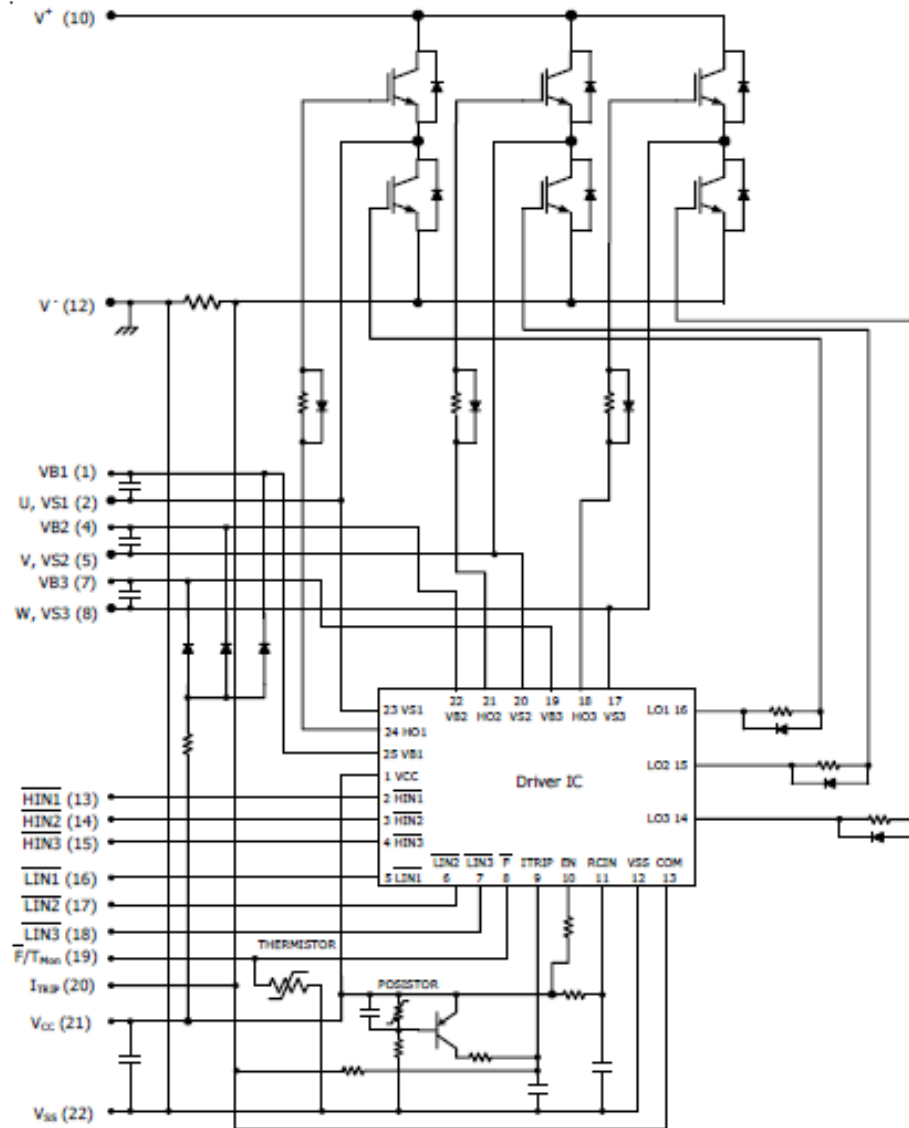 V+ (10)
V- (12)
VB1 (1)
U, VS1 (2)
VB2 (4)
V, VS2 (5)
VB3 (7)
W, VS3 (8)
22 21 20 19 18 17
VB2 HO2 VS2 VB3 HO3 VS3
23 VS1
24 HO1
25 VB1
1 VCC
2 HIN1
3 HIN2
4 HIN3
5 LIN1
LO1 16
LO2 15
LO3 14
Driver IC
LIN2 LIN3 F ITRIP EN RCIN VSS COM
6 7 8 9 10 11 12 13
HIN1 (13)
HIN2 (14)
HIN3 (15)
LIN1 (16)
LIN2 (17)
LIN3 (18)
F/TMon (19)
ITRIP (20)
VCC (21)
VSS (22)
THERMISTOR
POSISTOR